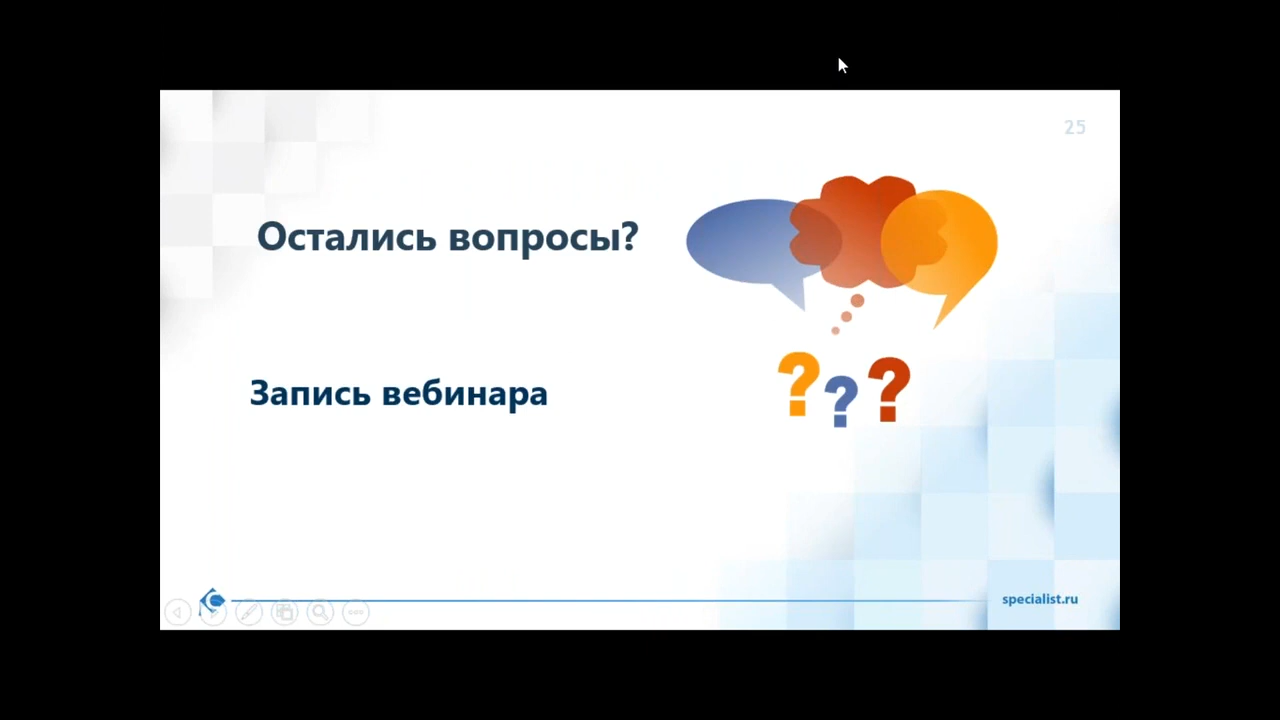 25
Остались вопросы?
? ? ?
Запись вебинара
specialist.ru